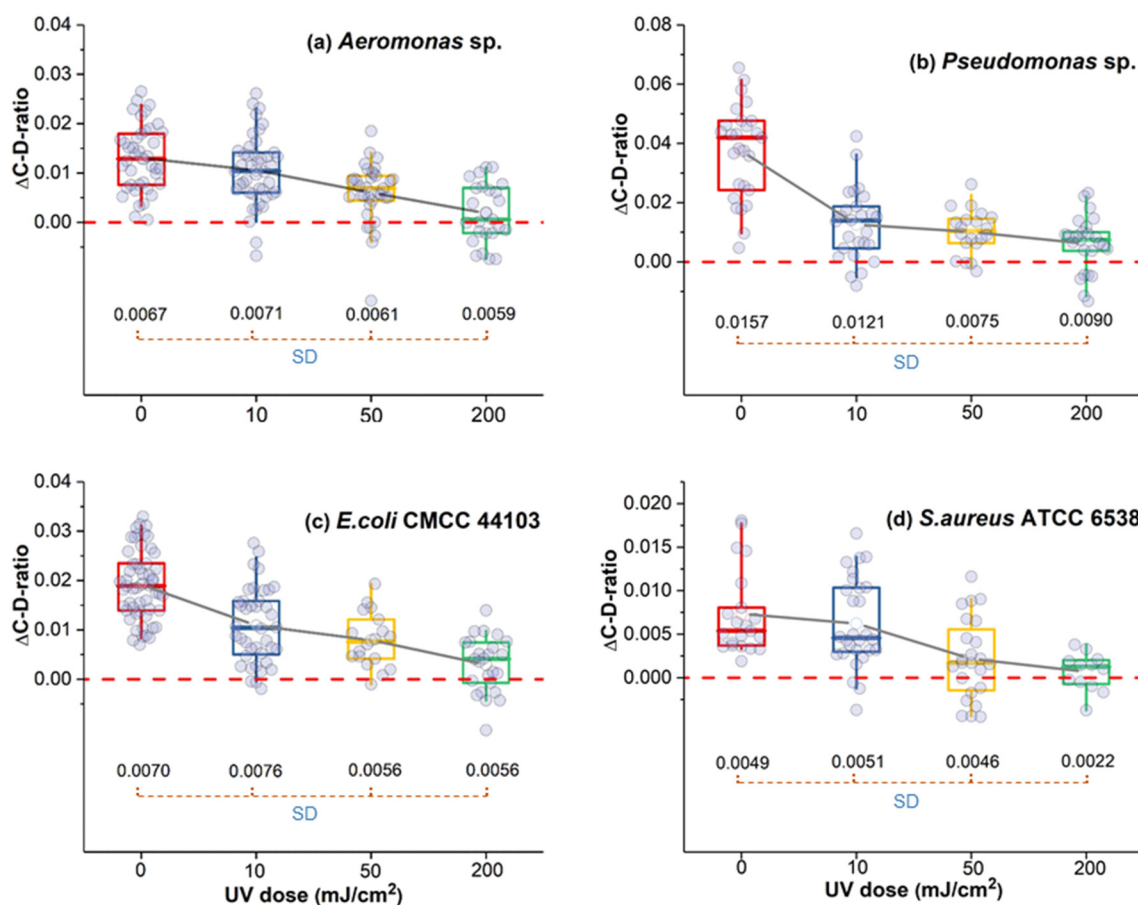 (a) Aeromonas sp.
ΔC-D-ratio
0.04
0.03
0.02
0.01
0.00
0.0067 0.0071 0.0061 0.0059
SD
0 10 50 200
(b) Pseudomonas sp.
ΔC-D-ratio
0.08
0.06
0.04
0.02
0.00
0.0157 0.0121 0.0075 0.0090
SD
0 10 50 200
(c) E.coli CMCC 44103
ΔC-D-ratio
0.04
0.03
0.02
0.01
0.00
0.0070 0.0076 0.0056 0.0056
SD
0 10 50 200
UV dose (mJ/cm²)
(d) S.aureus ATCC 6538
ΔC-D-ratio
0.020
0.015
0.010
0.005
0.000
0.0049 0.0051 0.0046 0.0022
SD
0 10 50 200
UV dose (mJ/cm²)